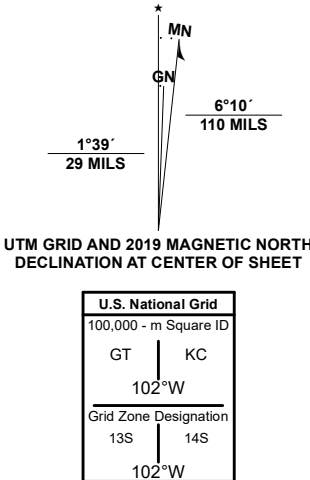 ★
MN
GN
6°10´
110 MILS
1°39´
29 MILS
UTM GRID AND 2019 MAGNETIC NORTH
DECLINATION AT CENTER OF SHEET
U.S. National Grid
100,000 - m Square ID
GT KC
102°W
Grid Zone Designation
13S 14S
102°W